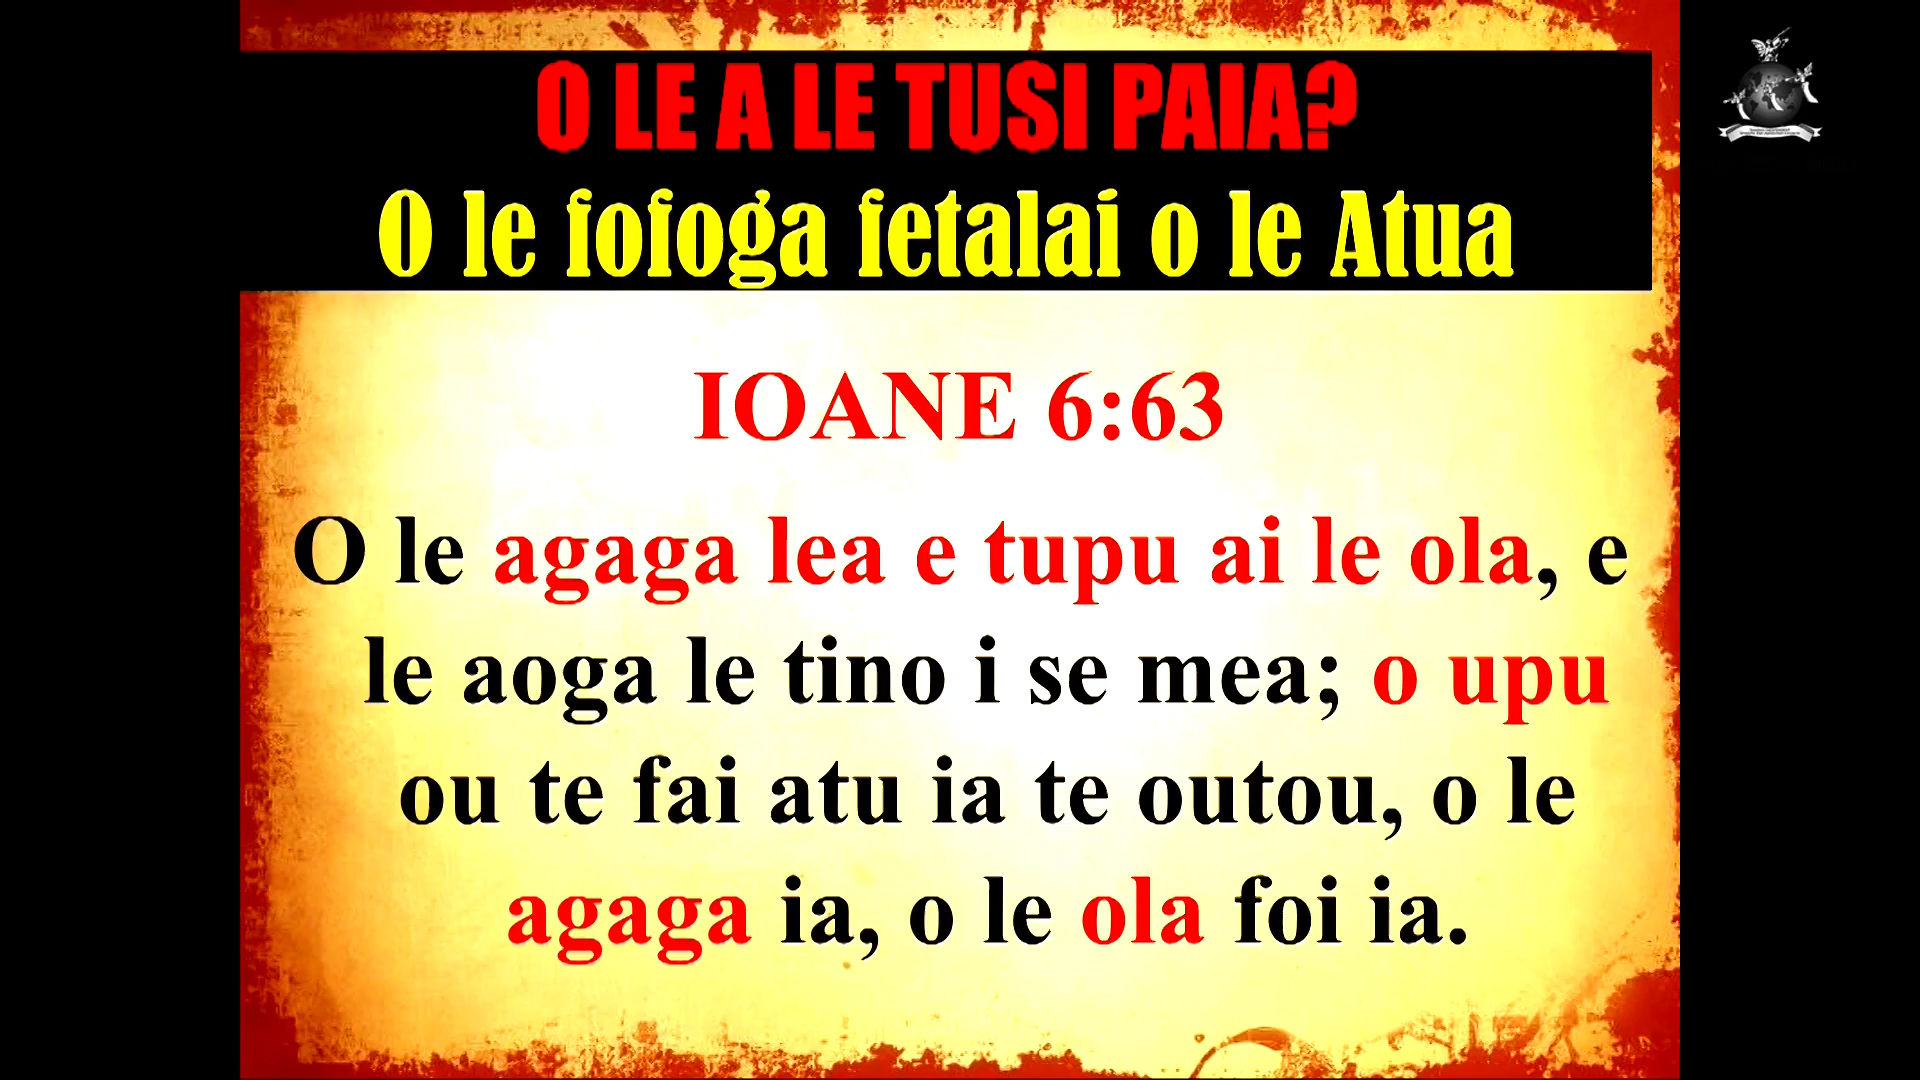 O LE A LE TUSI PAIA?
O le fofoga fetalai o le Atua
IOANE 6:63
O le agaga lea e tupu ai le ola, e
le aoga le tino i se mea; o upu
ou te fai atu ia te outou, o le
agaga ia, o le ola foi ia.